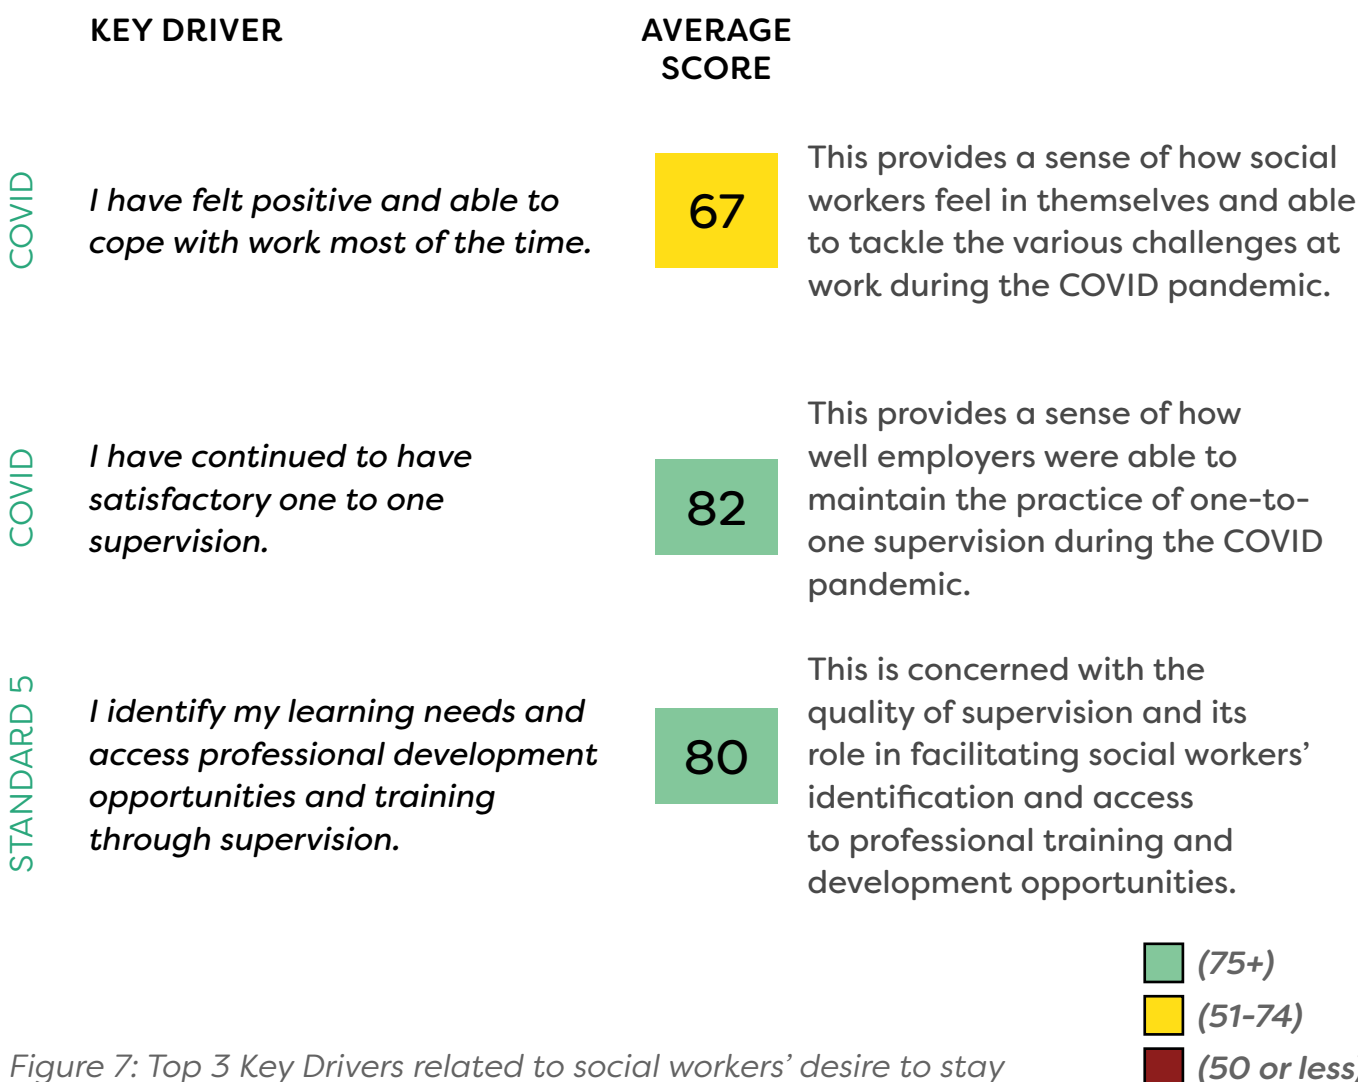 KEY DRIVER
AVERAGE
SCORE
COVID
I have felt positive and able to
cope with work most of the time.
67
This provides a sense of how social
workers feel in themselves and able
to tackle the various challenges at
work during the COVID pandemic.
COVID
I have continued to have
satisfactory one to one
supervision.
82
This provides a sense of how
well employers were able to
maintain the practice of one-to-
one supervision during the COVID
pandemic.
STANDARD 5
I identify my learning needs and
access professional development
opportunities and training
through supervision.
80
This is concerned with the
quality of supervision and its
role in facilitating social workers’
identification and access
to professional training and
development opportunities.
(75+)
(51-74)
(50 or less)
Figure 7: Top 3 Key Drivers related to social workers’ desire to stay